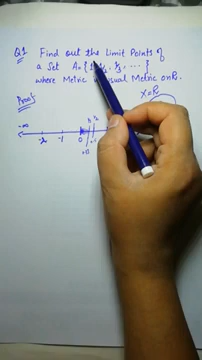 Q1 Find out the Limit Points of
a Set A = { 1, 1/2, 1/3, ... }
where Metric usual Metric on R.
Proof X = R
-∞ -2 -1 0